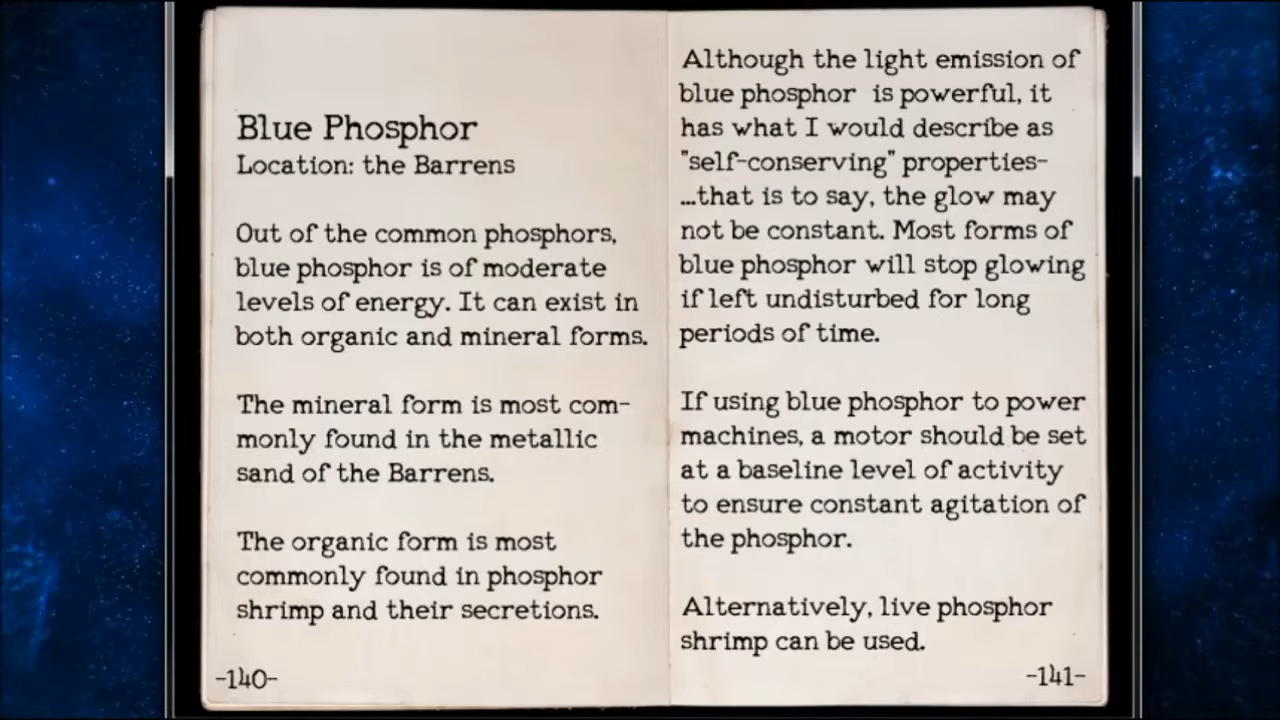 Blue Phosphor
Location: the Barrens
Out of the common phosphors,
blue phosphor is of moderate
levels of energy. It can exist in
both organic and mineral forms.
The mineral form is most com-
monly found in the metallic
sand of the Barrens.
The organic form is most
commonly found in phosphor
shrimp and their secretions.
-140-
Although the light emission of
blue phosphor  is powerful, it
has what I would describe as
"self-conserving" properties-
...that is to say, the glow may
not be constant. Most forms of
blue phosphor will stop glowing
if left undisturbed for long
periods of time.
If using blue phosphor to power
machines, a motor should be set
at a baseline level of activity
to ensure constant agitation of
the phosphor.
Alternatively, live phosphor
shrimp can be used.
-141-